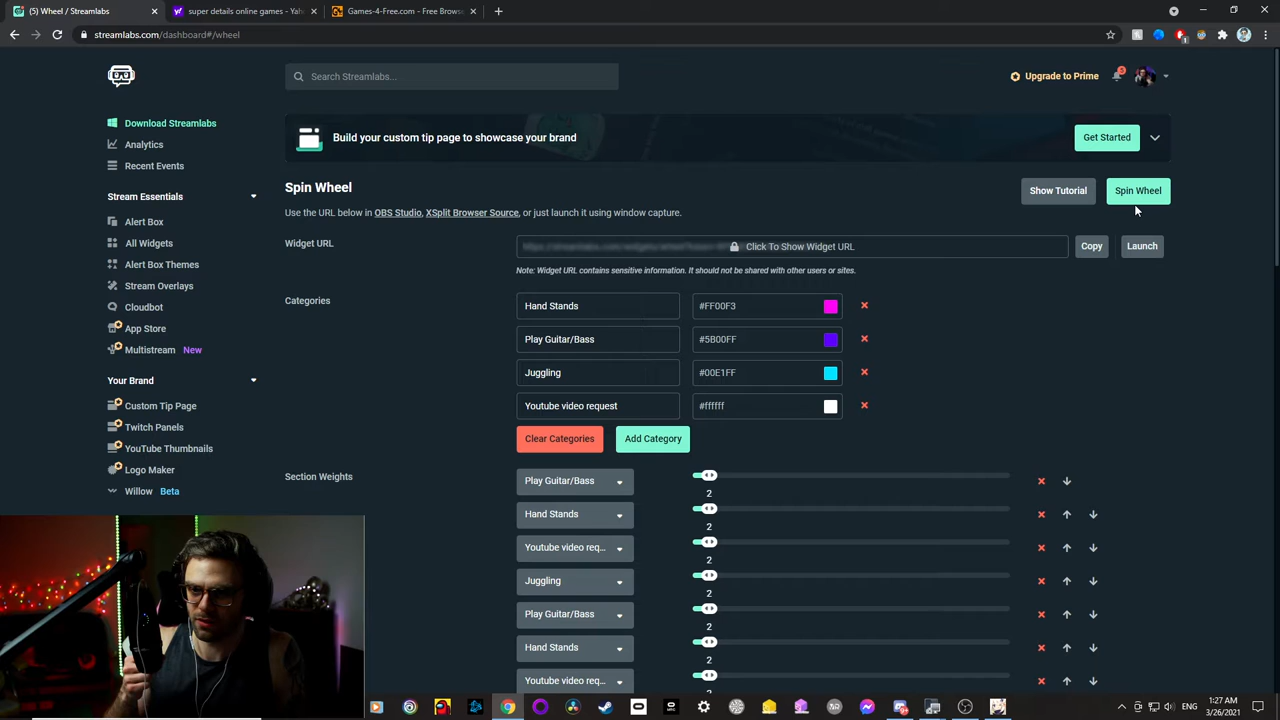 (5) Wheel / Streamlabs
super details online games - Yah
Games-4-Free.com - Free Brows
streamlabs.com/dashboard#/wheel
Search Streamlabs...
Upgrade to Prime
Download Streamlabs
Analytics
Recent Events
Build your custom tip page to showcase your brand
Get Started
Stream Essentials
Alert Box
All Widgets
Alert Box Themes
Stream Overlays
Cloudbot
App Store
Multistream New
Your Brand
Custom Tip Page
Twitch Panels
YouTube Thumbnails
Logo Maker
Willow Beta
Spin Wheel
Show Tutorial
Spin Wheel
Use the URL below in OBS Studio, XSplit Browser Source, or just launch it using window capture.
Widget URL
Click To Show Widget URL
Copy
Launch
Note: Widget URL contains sensitive information. It should not be shared with other users or sites.
Categories
Hand Stands #FF00F3
Play Guitar/Bass #5B00FF
Juggling #00E1FF
Youtube video request #ffffff
Clear Categories
Add Category
Section Weights
Play Guitar/Bass
2
Hand Stands
2
Youtube video req...
2
Juggling
2
Play Guitar/Bass
2
Hand Stands
2
Youtube video req...
ENG
1:27 AM
3/26/2021